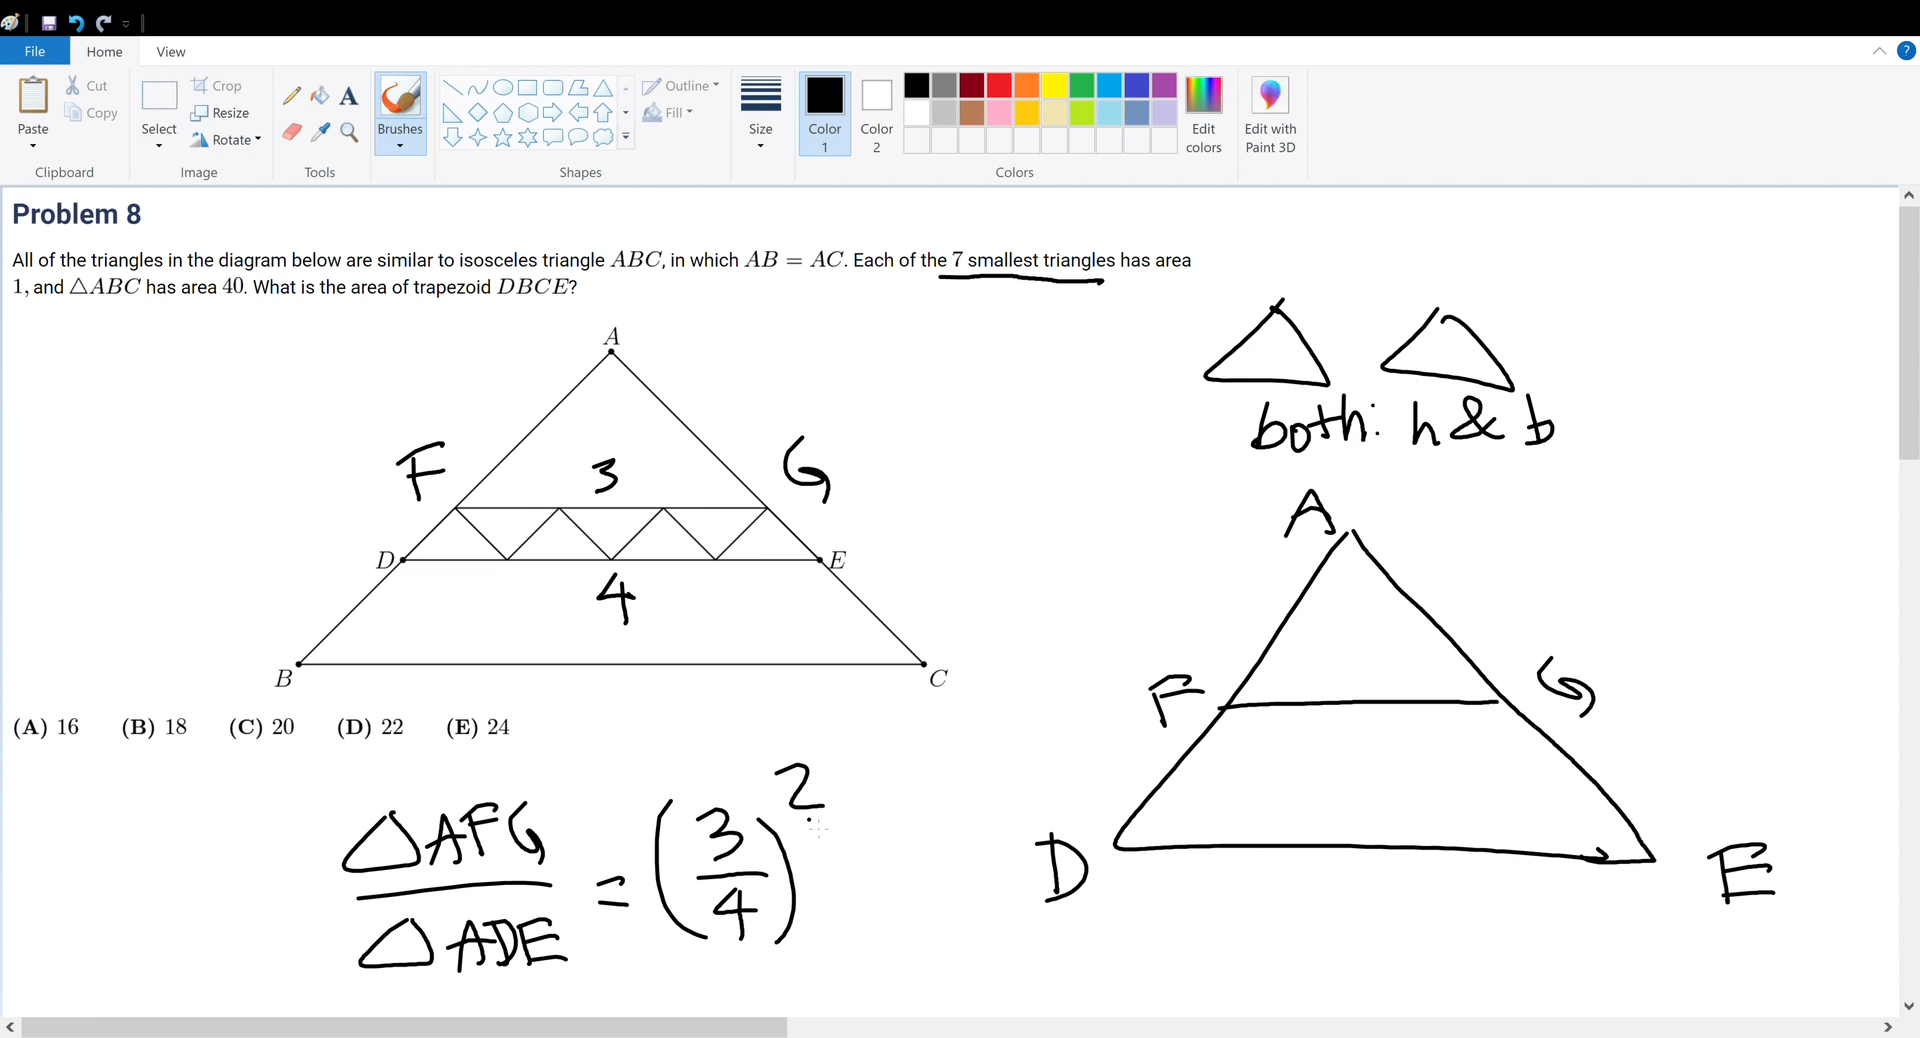 File Home View ?
Paste Cut Copy Clipboard
Select Crop Resize Rotate Image
A Tools
Brushes
Shapes
Outline Fill
Size
Color 1 Color 2 Edit colors Colors
Edit with Paint 3D
Problem 8
All of the triangles in the diagram below are similar to isosceles triangle ABC, in which AB = AC. Each of the 7 smallest triangles has area
1, and △ABC has area 40. What is the area of trapezoid DBCE?
A
F 3 G
D E
4
B C
(A) 16 (B) 18 (C) 20 (D) 22 (E) 24
both: h & b
A
F G
D E
△AFG / △ADE = (3/4)²